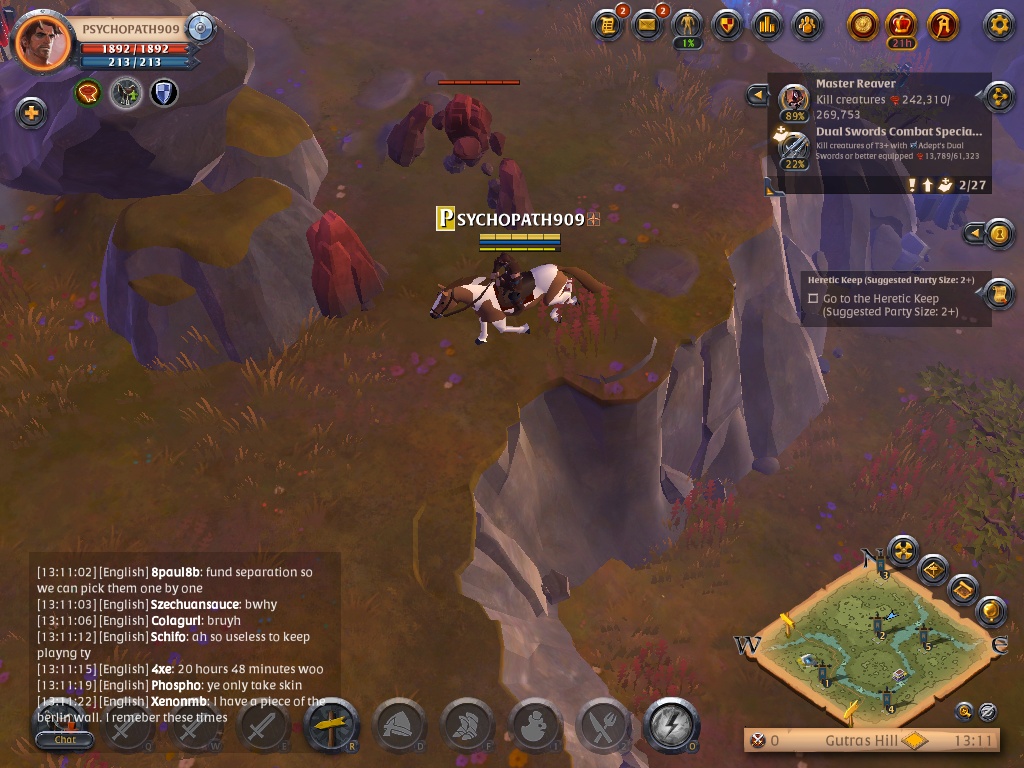 PSYCHOPATH909
1892 / 1892
213 / 213
2
2
1%
21h
Master Reaver
Kill creatures 242,310/
269,753
89%
Dual Swords Combat Specia...
Kill creatures of T3+ with Adept's Dual
Swords or better equipped 13,789/61,323
22%
2/27
PSYCHOPATH909
Heretic Keep (Suggested Party Size: 2+)
Go to the Heretic Keep
(Suggested Party Size: 2+)
[13:11:02] [English] 8paul8b: fund separation so
we can pick them one by one
[13:11:03] [English] Szechuansauce: bwhy
[13:11:06] [English] Colagurl: bruyh
[13:11:12] [English] Schifo: ah so useless to keep
playng ty
[13:11:15] [English] 4xe: 20 hours 48 minutes woo
[13:11:19] [English] Phospho: ye only take skin
[13:11:22] [English] Xenonmb: I have a piece of the
berlin wall. I remeber these times
Chat
Q
W
E
R
D
F
1
2
O
N
W
E
3
2
5
1
4
0
Gutras Hill
13:11